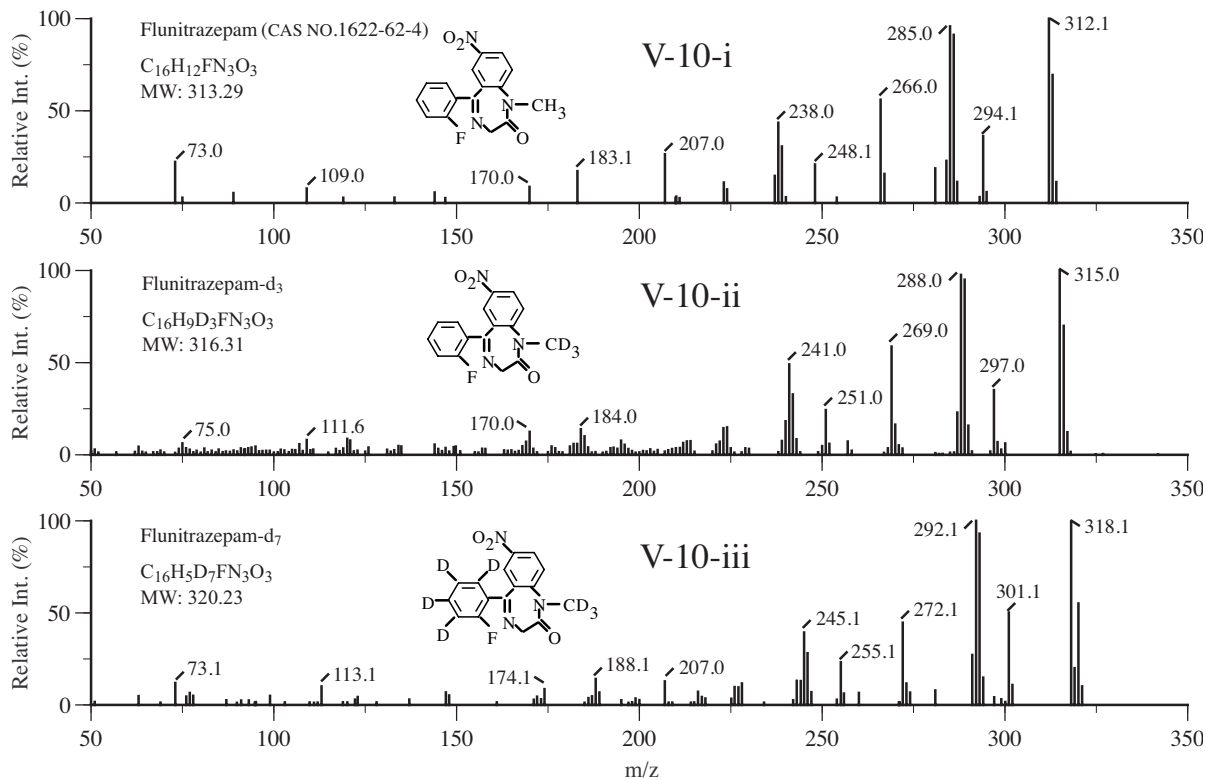 Relative Int. (%)
100
50
0
Flunitrazepam (CAS NO.1622-62-4)
C16H12FN3O3
MW: 313.29
O2N
F
N
N
CH3
O
V-10-i
73.0
109.0
170.0
183.1
207.0
238.0
248.1
266.0
285.0
294.1
312.1
50 100 150 200 250 300 350
Relative Int. (%)
100
50
0
Flunitrazepam-d3
C16H9D3FN3O3
MW: 316.31
O2N
F
N
N
CD3
O
V-10-ii
75.0
111.6
170.0
184.0
241.0
251.0
269.0
288.0
297.0
315.0
50 100 150 200 250 300 350
Relative Int. (%)
100
50
0
Flunitrazepam-d7
C16H5D7FN3O3
MW: 320.23
O2N
D
D
D
D
F
N
N
CD3
O
V-10-iii
73.1
113.1
174.1
188.1
207.0
245.1
255.1
272.1
292.1
301.1
318.1
50 100 150 200 250 300 350
m/z